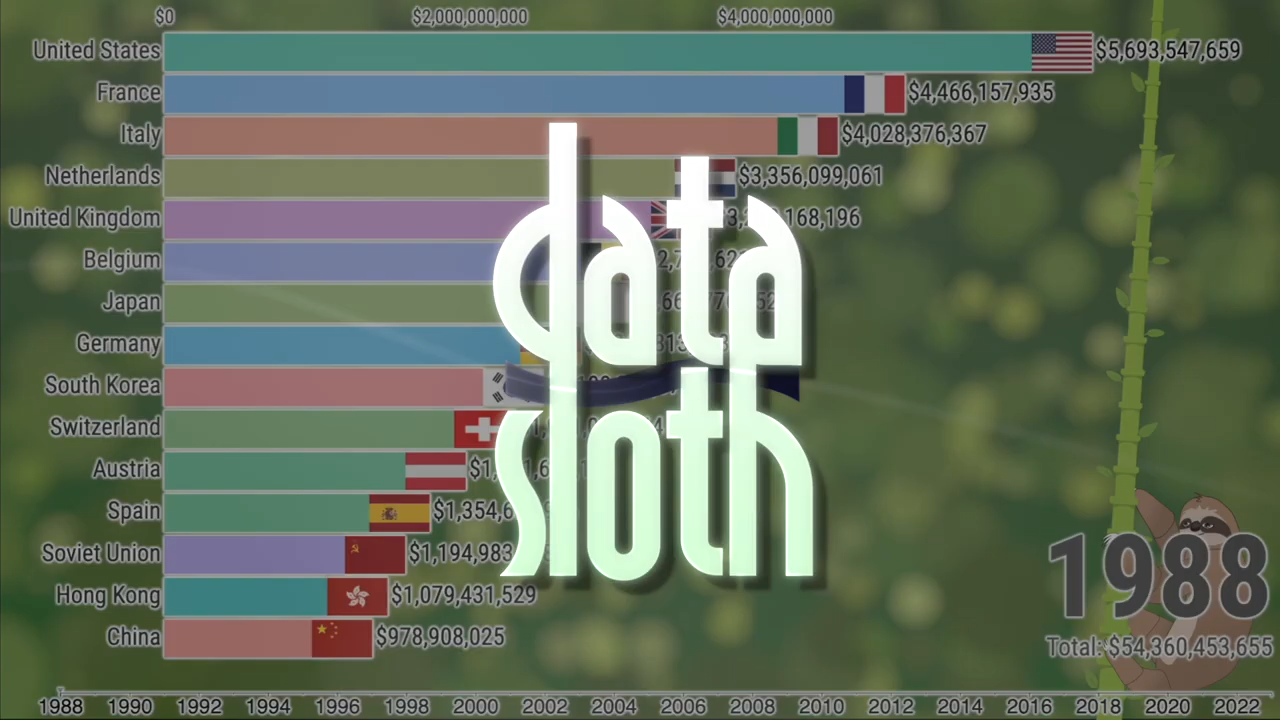 $0 $2,000,000,000 $4,000,000,000
United States $5,693,547,659
France $4,466,157,935
Italy $4,028,376,367
Netherlands $3,356,099,061
United Kingdom
Belgium
Japan
Germany
South Korea
Switzerland
Austria
Spain
Soviet Union
Hong Kong $1,079,431,529
China $978,908,025
data
sloth
1988
Total: $54,360,453,655
1988 1990 1992 1994 1996 1998 2000 2002 2004 2006 2008 2010 2012 2014 2016 2018 2020 2022